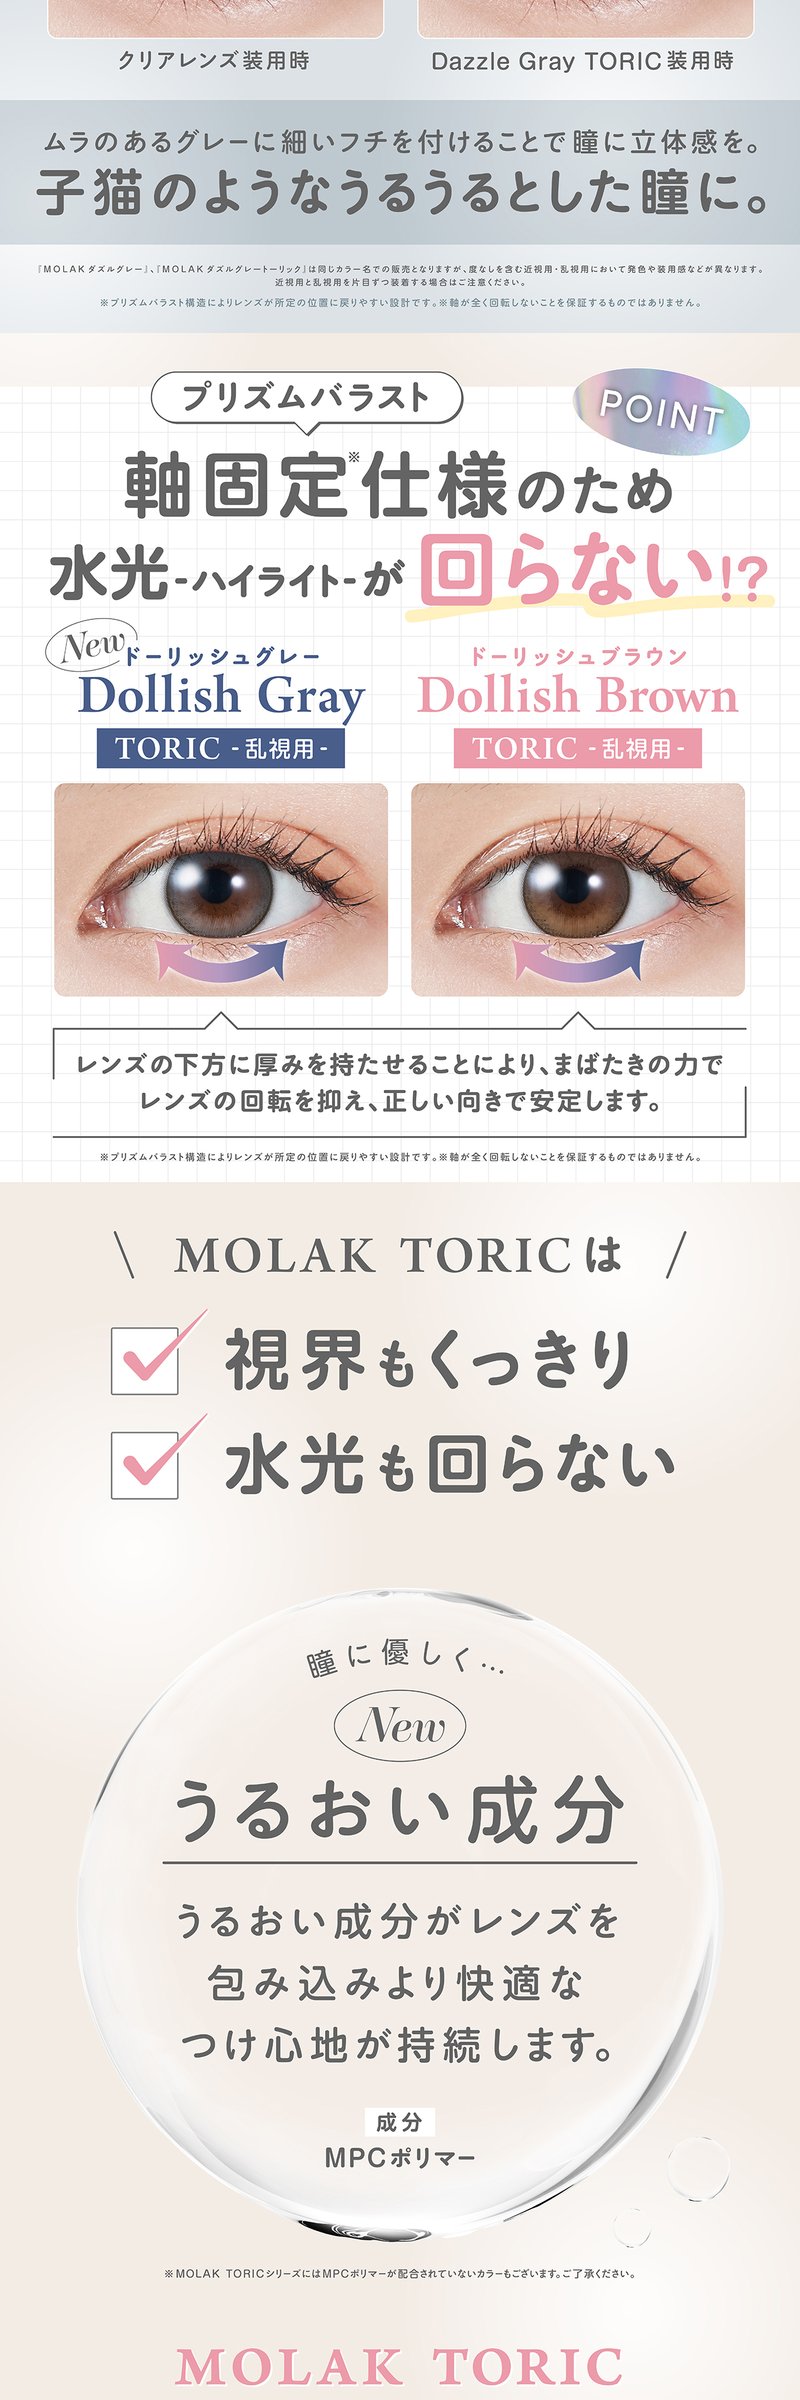 クリアレンズ装用時
Dazzle Gray TORIC装用時
ムラのあるグレーに細いフチを付けることで瞳に立体感を。
子猫のようなうるうるとした瞳に。
『MOLAKダズルグレー』、『MOLAKダズルグレートーリック』は同じカラー名での販売となりますが、度なしを含む近視用・乱視用において発色や装用感などが異なります。
近視用と乱視用を片目ずつ装着する場合はご注意ください。
※プリズムバラスト構造によりレンズが所定の位置に戻りやすい設計です。※軸が全く回転しないことを保証するものではありません。
プリズムバラスト
POINT
軸固定※仕様のため
水光-ハイライト-が回らない!?
New
ドーリッシュグレー
Dollish Gray
TORIC -乱視用-
ドーリッシュブラウン
Dollish Brown
TORIC -乱視用-
レンズの下方に厚みを持たせることにより、まばたきの力で
レンズの回転を抑え、正しい向きで安定します。
※プリズムバラスト構造によりレンズが所定の位置に戻りやすい設計です。※軸が全く回転しないことを保証するものではありません。
\ MOLAK TORICは /
視界もくっきり
水光も回らない
瞳に優しく…
New
うるおい成分
うるおい成分がレンズを
包み込みより快適な
つけ心地が持続します。
成分
MPCポリマー
※MOLAK TORICシリーズにはMPCポリマーが配合されていないカラーもございます。ご了承ください。
MOLAK TORIC